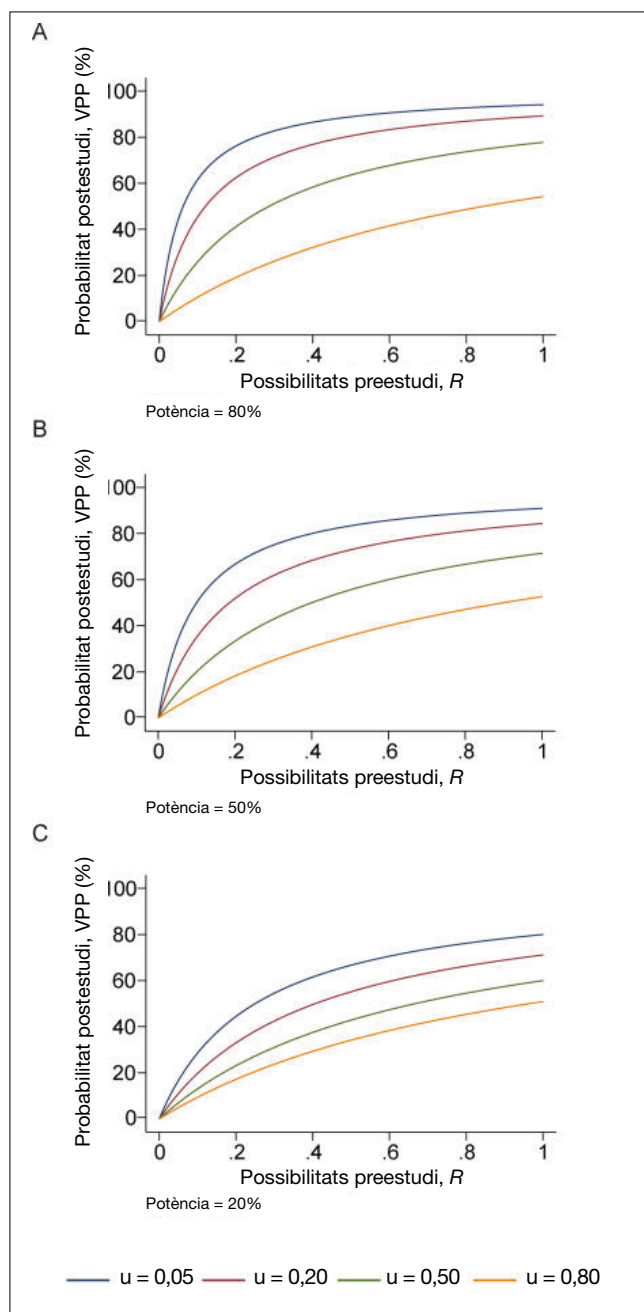 A
Probabilitat postestudi, VPP (%)
100
80
60
40
20
0
0 .2 .4 .6 .8 1
Possibilitats preestudi, R
Potència = 80%
B
Probabilitat postestudi, VPP (%)
100
80
60
40
20
0
0 .2 .4 .6 .8 1
Possibilitats preestudi, R
Potència = 50%
C
Probabilitat postestudi, VPP (%)
100
80
60
40
20
0
0 .2 .4 .6 .8 1
Possibilitats preestudi, R
Potència = 20%
u = 0,05 u = 0,20 u = 0,50 u = 0,80